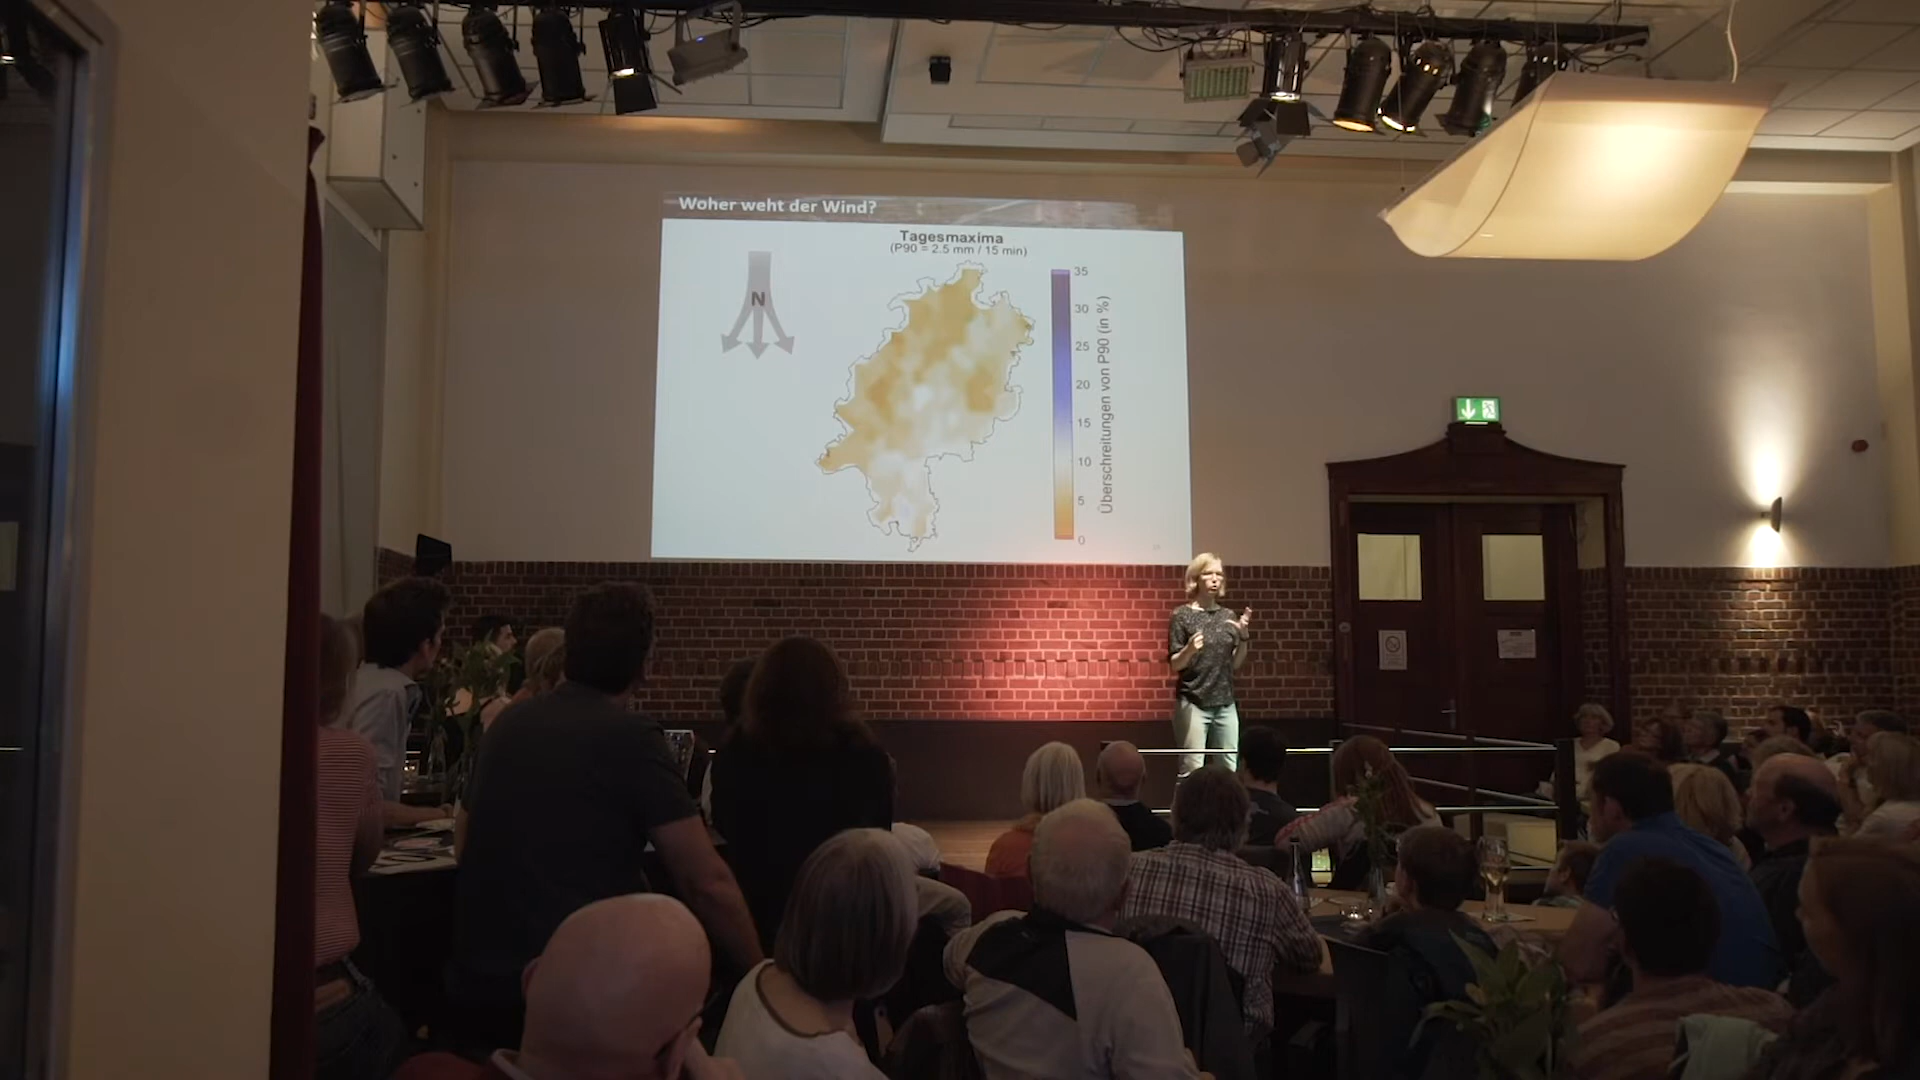 Woher weht der Wind?
Tagesmaxima
(P90 = 2.5 mm / 15 min)
N
35
30
25
20
15
10
5
0
Überschreitungen von P90 (in %)